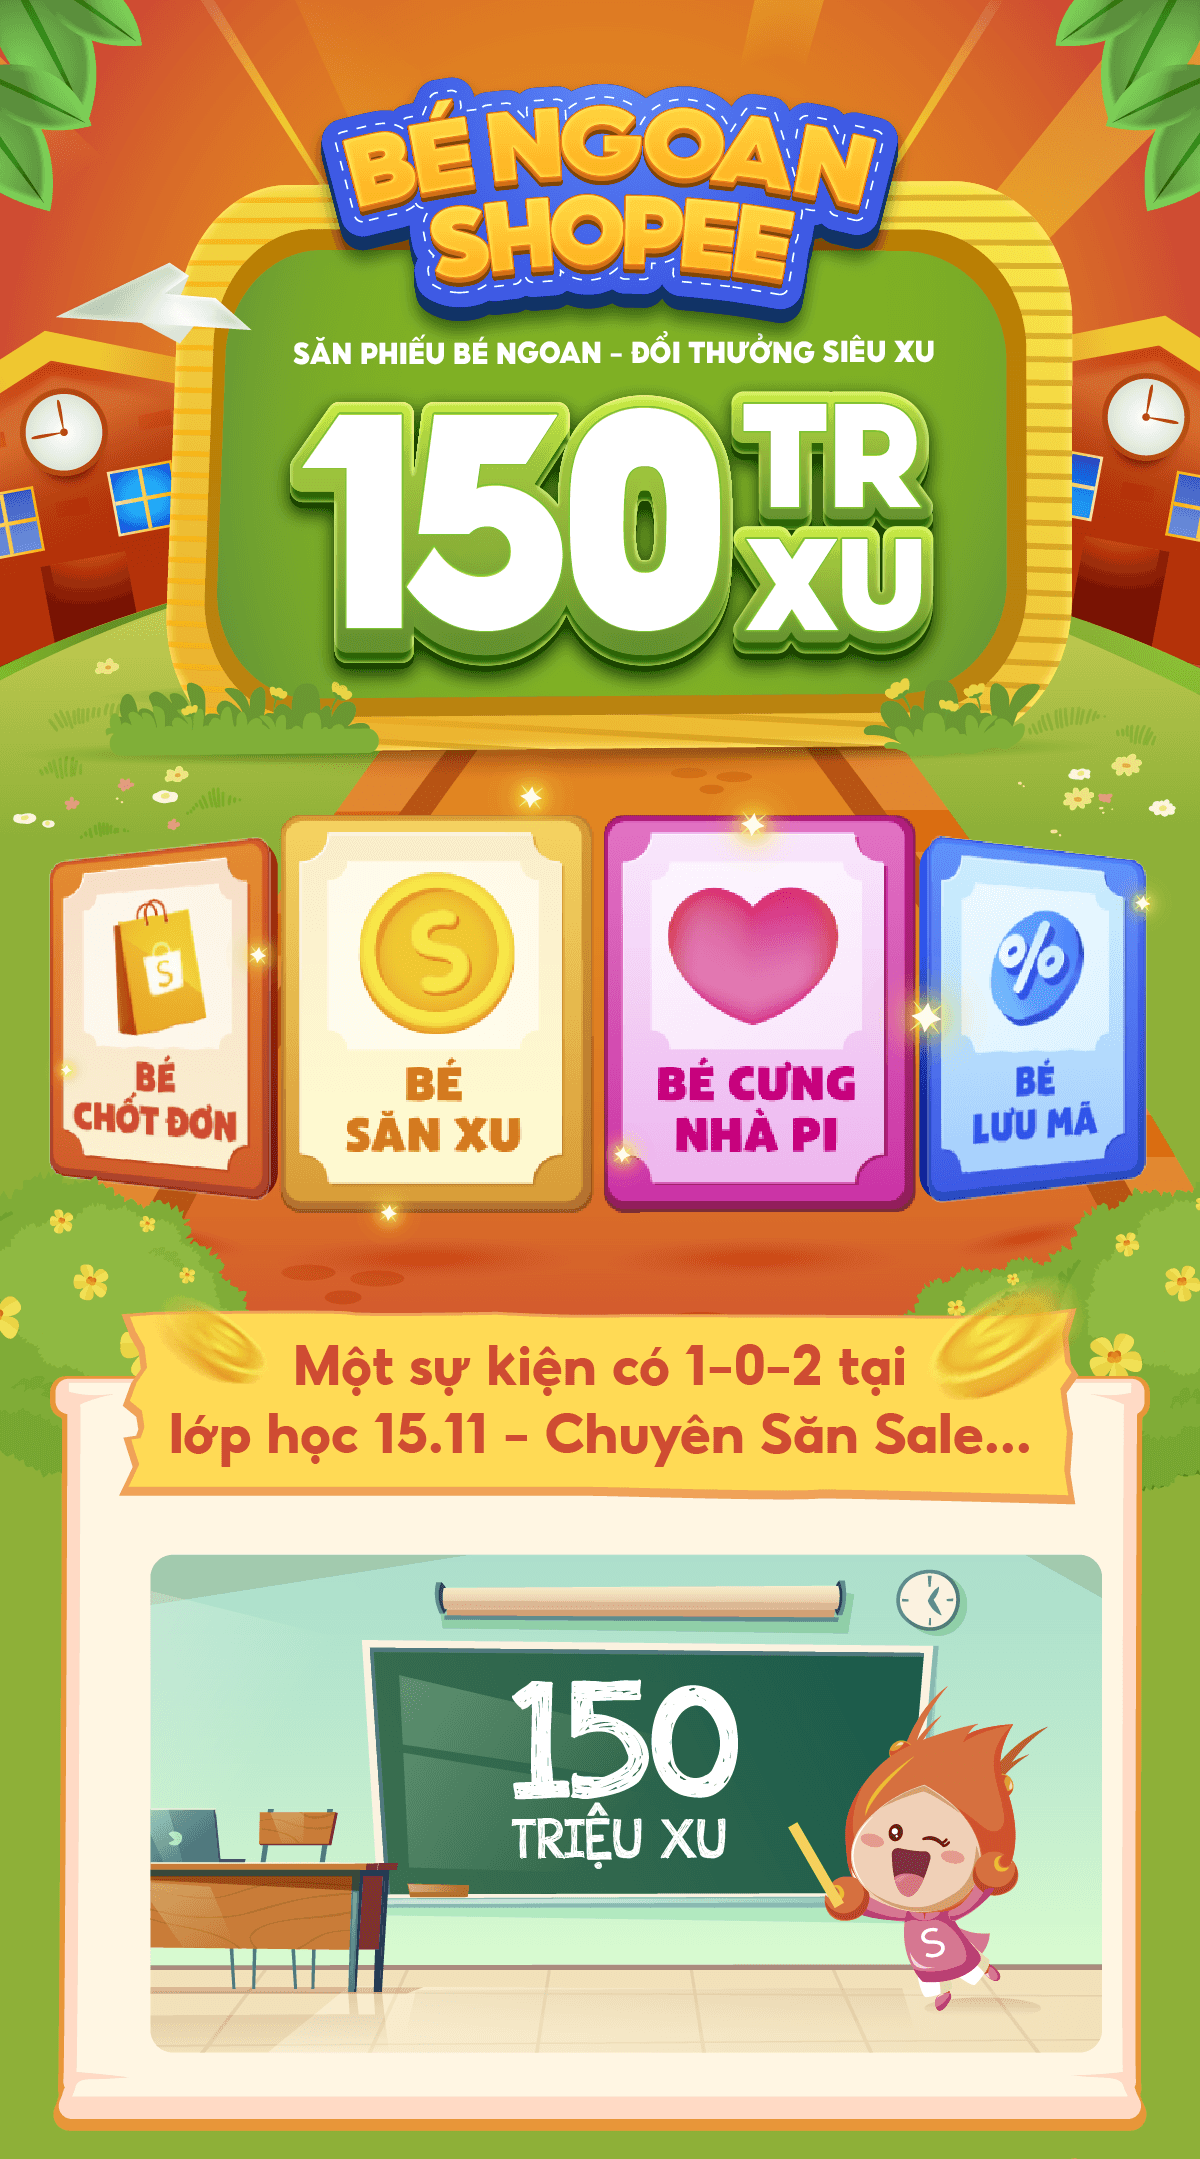 BÉ NGOAN
SHOPEE
SĂN PHIẾU BÉ NGOAN - ĐỔI THƯỞNG SIÊU XU
150 TR
XU
S
BÉ
CHỐT ĐƠN
S
BÉ
SĂN XU
BÉ CƯNG
NHÀ PI
%
BÉ
LƯU MÃ
Một sự kiện có 1-0-2 tại
lớp học 15.11 - Chuyên Săn Sale...
150
TRIỆU XU
S